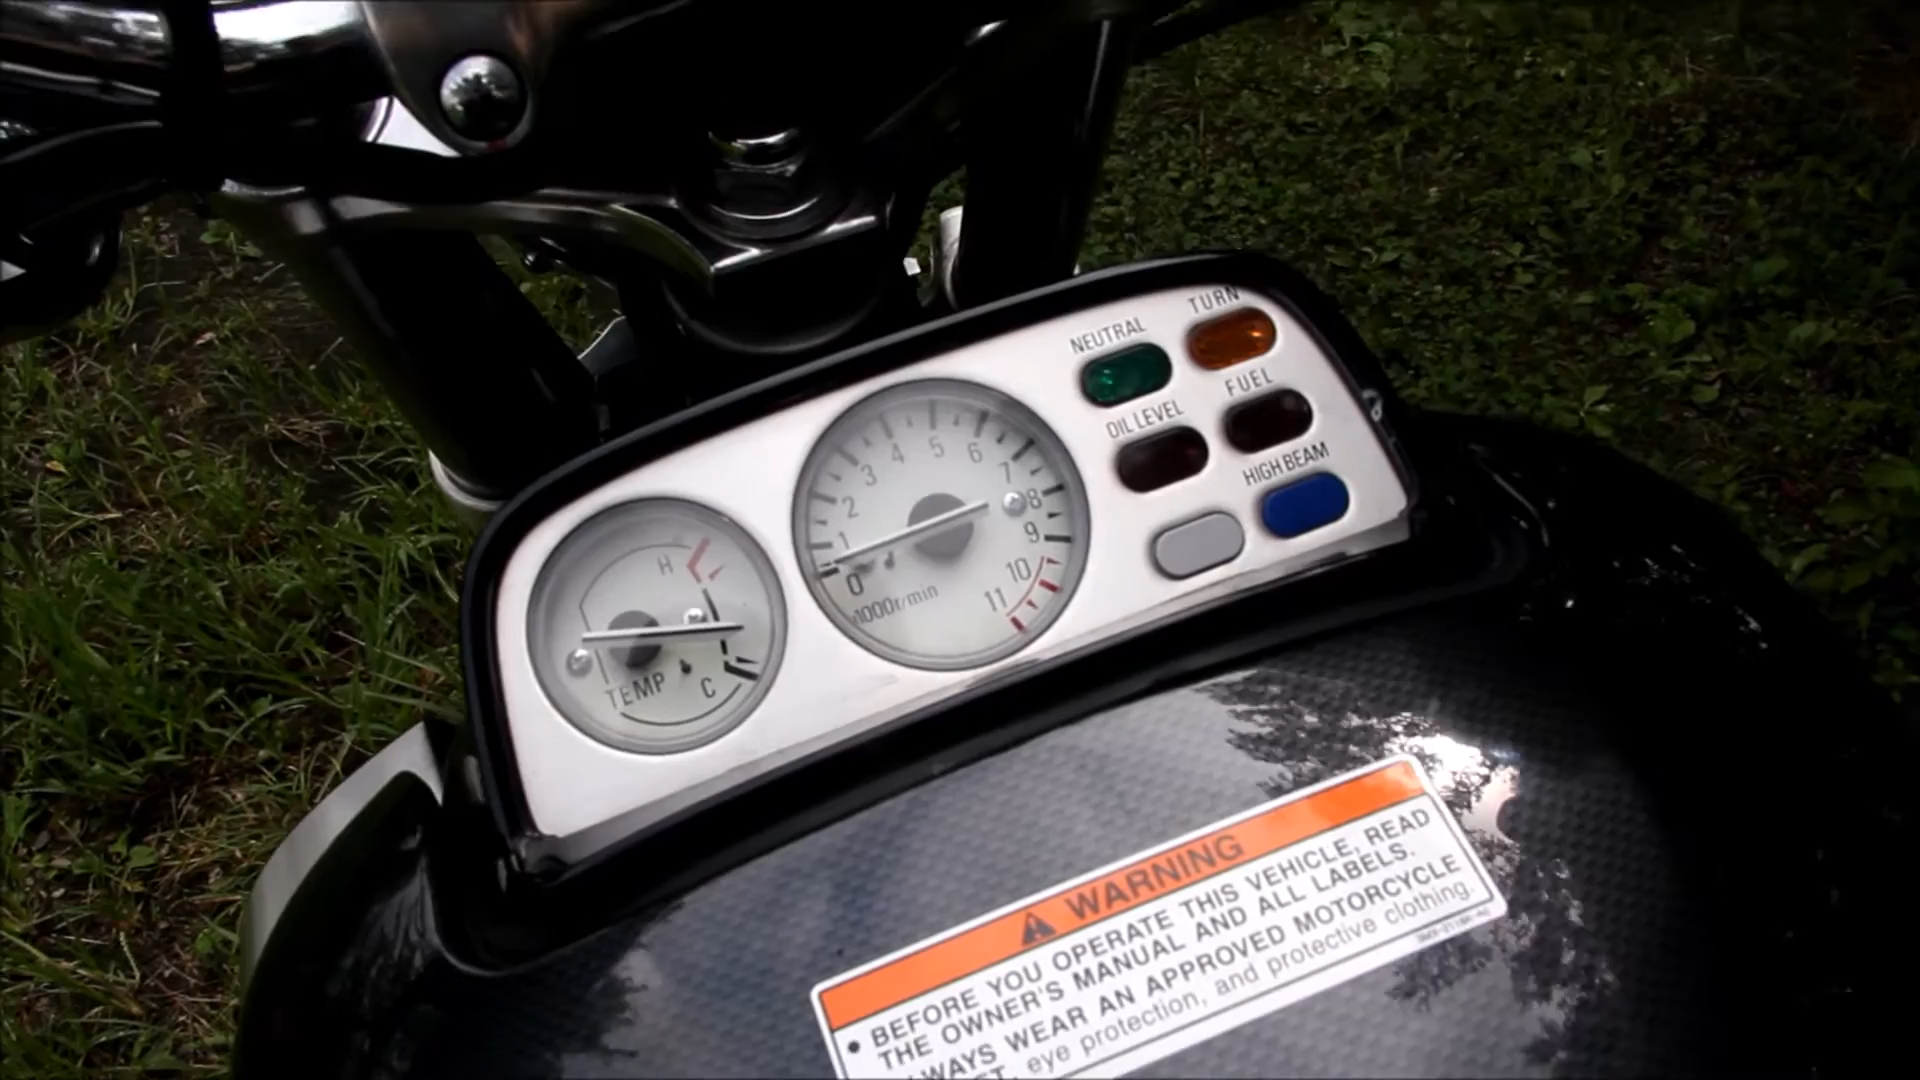 TURN
NEUTRAL
FUEL
OIL LEVEL
HIGH BEAM
0 1 2 3 4 5 6 7 8 9 10 11
x1000r/min
H
TEMP
C
WARNING
• BEFORE YOU OPERATE THIS VEHICLE, READ
THE OWNER'S MANUAL AND ALL LABELS.
WEAR AN APPROVED MOTORCYCLE
eye protection, and protective clothing.